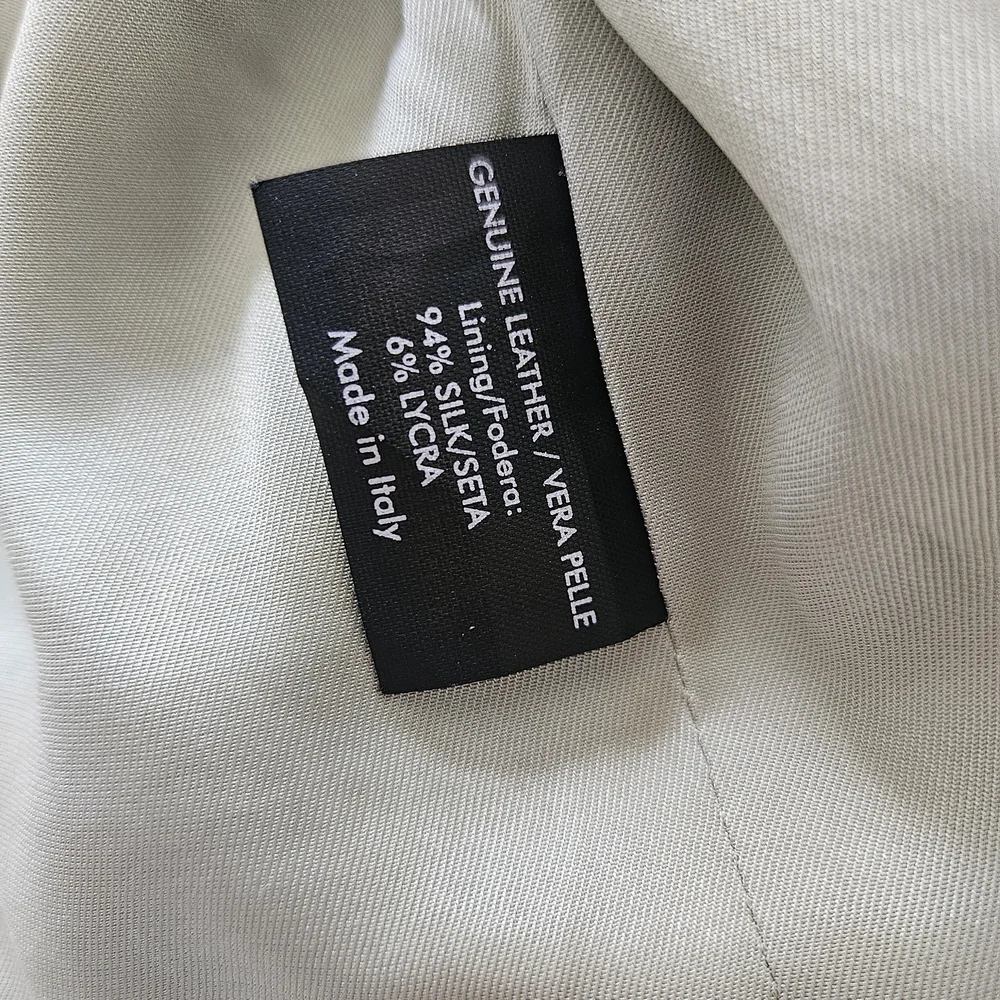 GENUINE LEATHER / VERA PELLE
Lining/Fodera:
94% SILK/SETA
6% LYCRA
Made in Italy